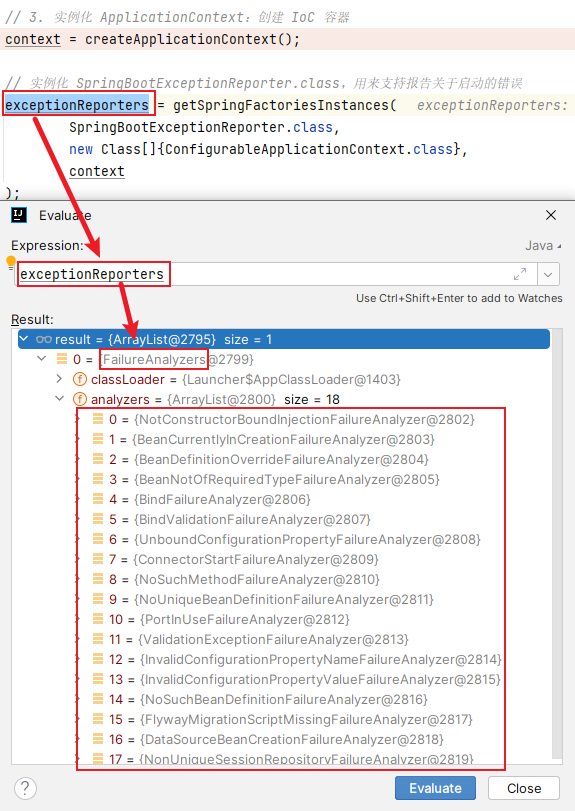 // 3. 实例化 ApplicationContext：创建 IoC 容器
context = createApplicationContext();
// 实例化 SpringBootExceptionReporter.class，用来支持报告关于启动的错误
exceptionReporters = getSpringFactoriesInstances( exceptionReporters:
SpringBootExceptionReporter.class,
new Class[]{ConfigurableApplicationContext.class},
context
);
Evaluate
Expression:
Java
exceptionReporters
Use Ctrl+Shift+Enter to add to Watches
Result:
result = {ArrayList@2795} size = 1
0 = {FailureAnalyzers@2799}
classLoader = {Launcher$AppClassLoader@1403}
analyzers = {ArrayList@2800} size = 18
0 = {NotConstructorBoundInjectionFailureAnalyzer@2802}
1 = {BeanCurrentlyInCreationFailureAnalyzer@2803}
2 = {BeanDefinitionOverrideFailureAnalyzer@2804}
3 = {BeanNotOfRequiredTypeFailureAnalyzer@2805}
4 = {BindFailureAnalyzer@2806}
5 = {BindValidationFailureAnalyzer@2807}
6 = {UnboundConfigurationPropertyFailureAnalyzer@2808}
7 = {ConnectorStartFailureAnalyzer@2809}
8 = {NoSuchMethodFailureAnalyzer@2810}
9 = {NoUniqueBeanDefinitionFailureAnalyzer@2811}
10 = {PortInUseFailureAnalyzer@2812}
11 = {ValidationExceptionFailureAnalyzer@2813}
12 = {InvalidConfigurationPropertyNameFailureAnalyzer@2814}
13 = {InvalidConfigurationPropertyValueFailureAnalyzer@2815}
14 = {NoSuchBeanDefinitionFailureAnalyzer@2816}
15 = {FlywayMigrationScriptMissingFailureAnalyzer@2817}
16 = {DataSourceBeanCreationFailureAnalyzer@2818}
17 = {NonUniqueSessionRepositoryFailureAnalyzer@2819}
?
Evaluate
Close